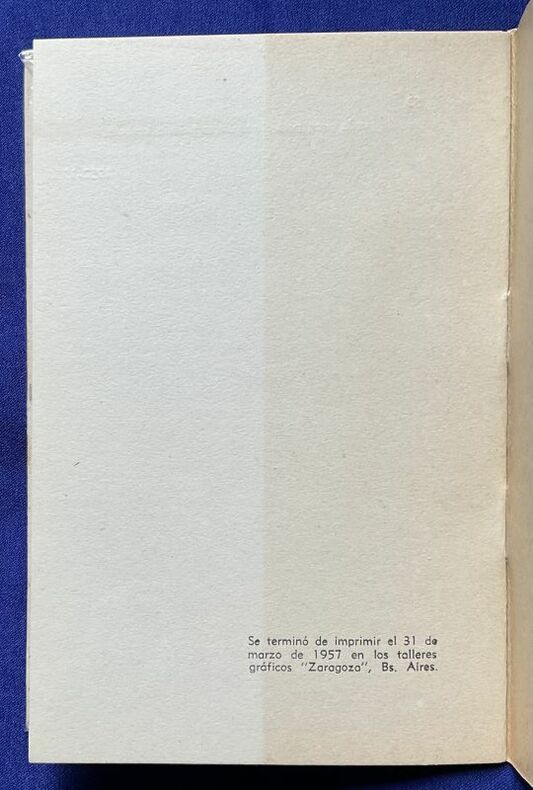 Se terminó de imprimir el 31 de
marzo de 1957 en los talleres
gráficos "Zaragoza", Bs. Aires.